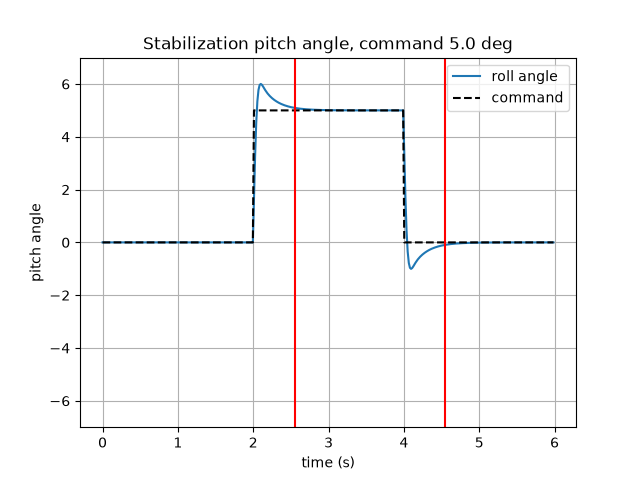 Stabilization pitch angle, command 5.0 deg
roll angle
command
6
4
2
0
−2
−4
−6
pitch angle
0 1 2 3 4 5 6
time (s)